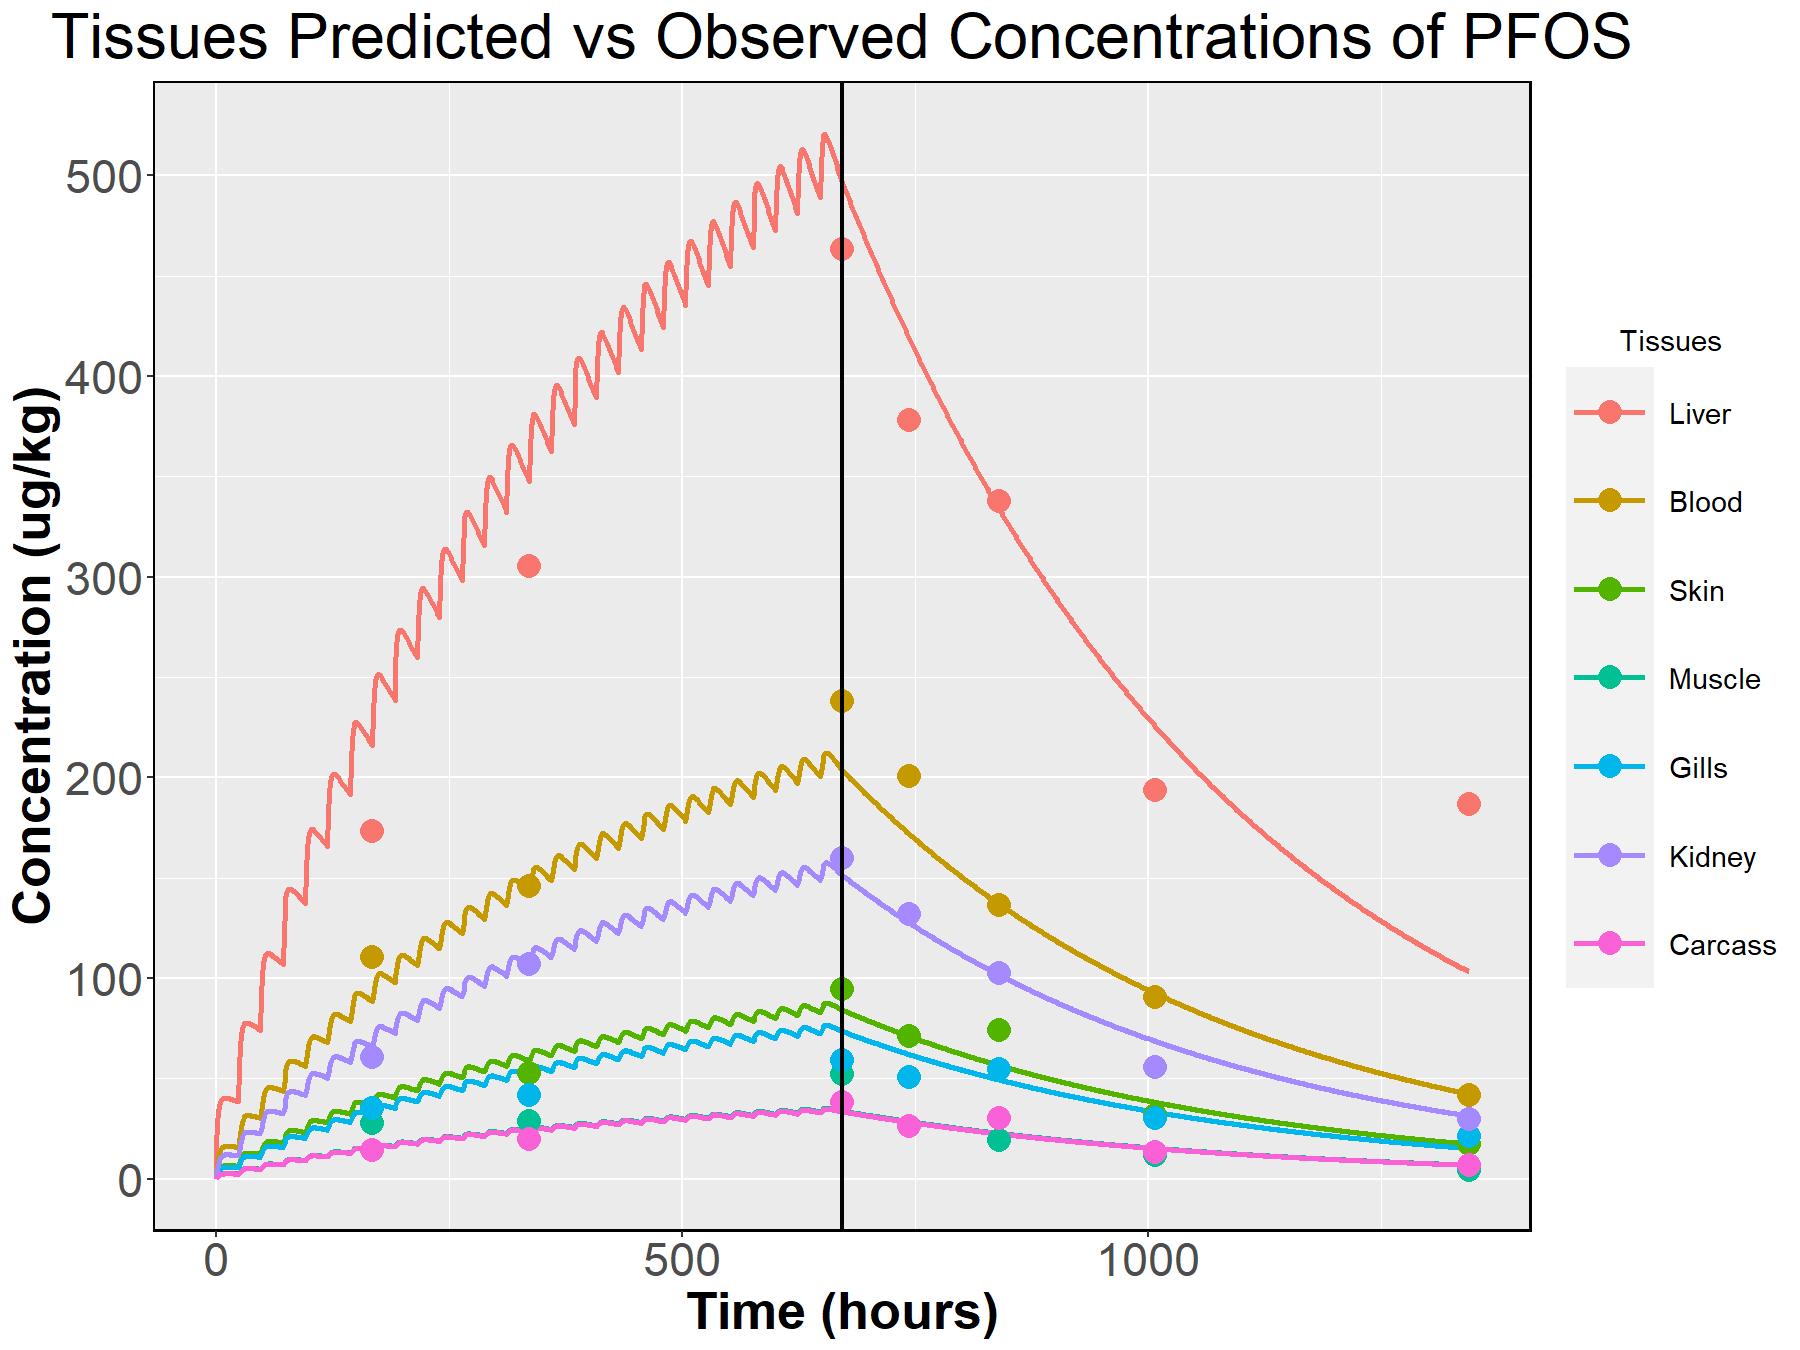 Tissues Predicted vs Observed Concentrations of PFOS
Concentration (ug/kg)
500
400
300
200
100
0
0 500 1000
Time (hours)
Tissues
Liver
Blood
Skin
Muscle
Gills
Kidney
Carcass